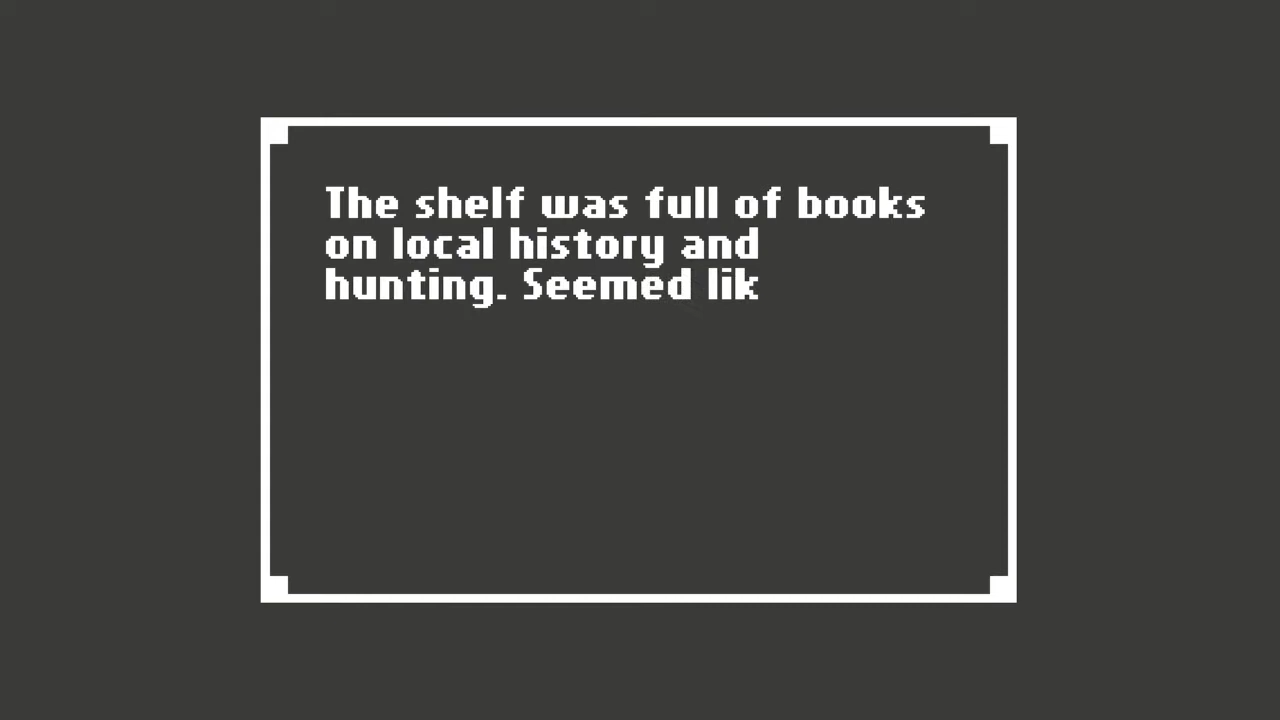 The shelf was full of books
on local history and
hunting. Seemed lik